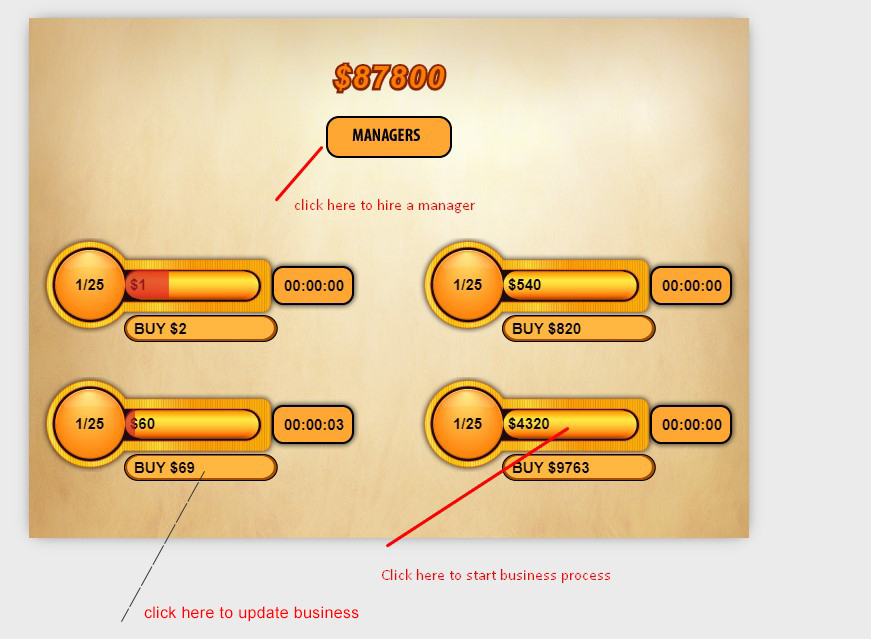 $87800
MANAGERS
click here to hire a manager
1/25
$1
00:00:00
BUY $2
1/25
$540
00:00:00
BUY $820
1/25
$60
00:00:03
BUY $69
1/25
$4320
00:00:00
BUY $9763
Click here to start business process
click here to update business